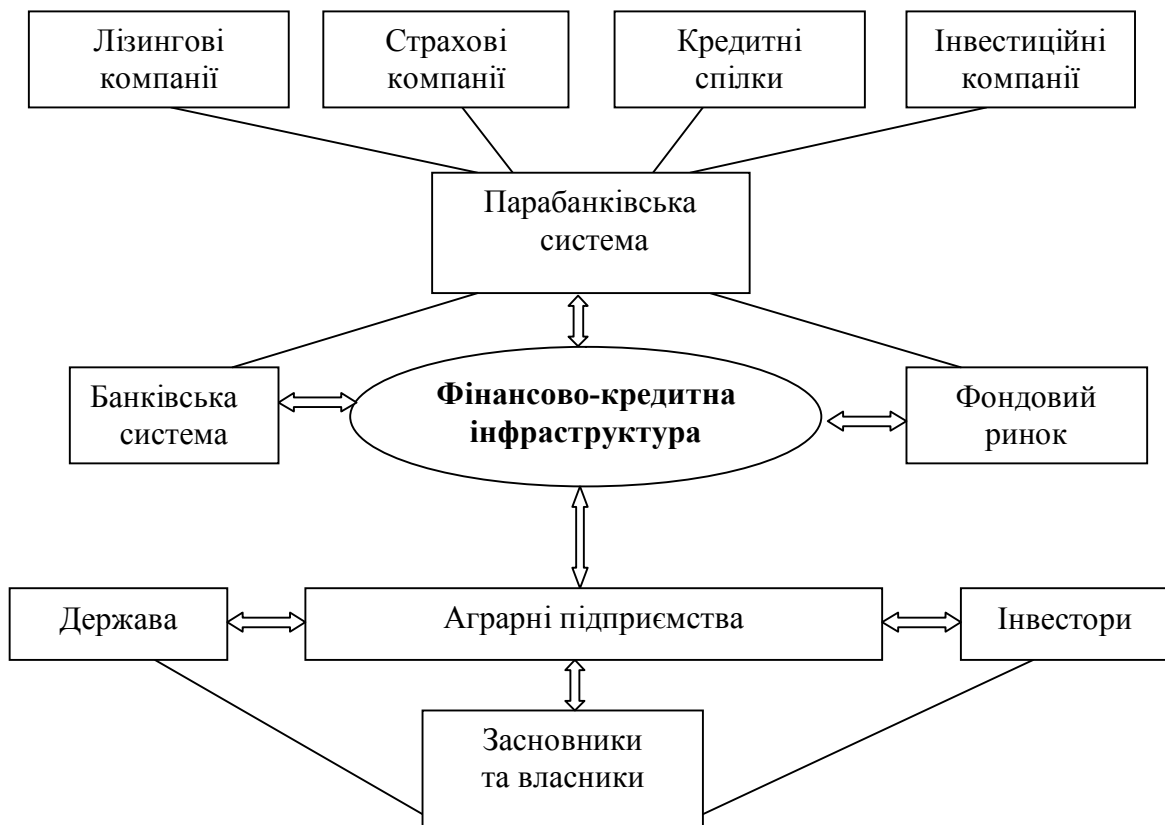 Лізингові
компанії
Страхові
компанії
Кредитні
спілки
Інвестиційні
компанії
Парабанківська
система
Банківська
система
Фінансово-кредитна
інфраструктура
Фондовий
ринок
Держава
Аграрні підприємства
Інвестори
Засновники
та власники